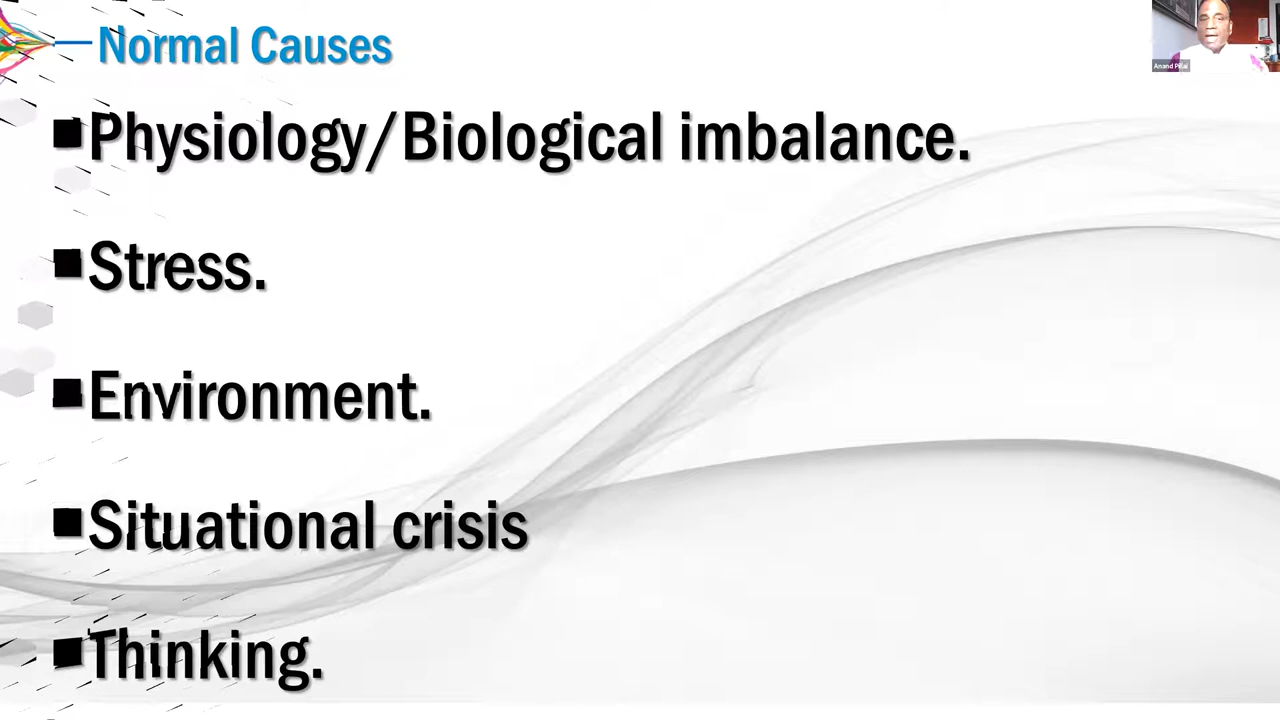 Normal Causes
Anand Pillai
■Physiology/Biological imbalance.
■Stress.
■Environment.
■Situational crisis
■Thinking.